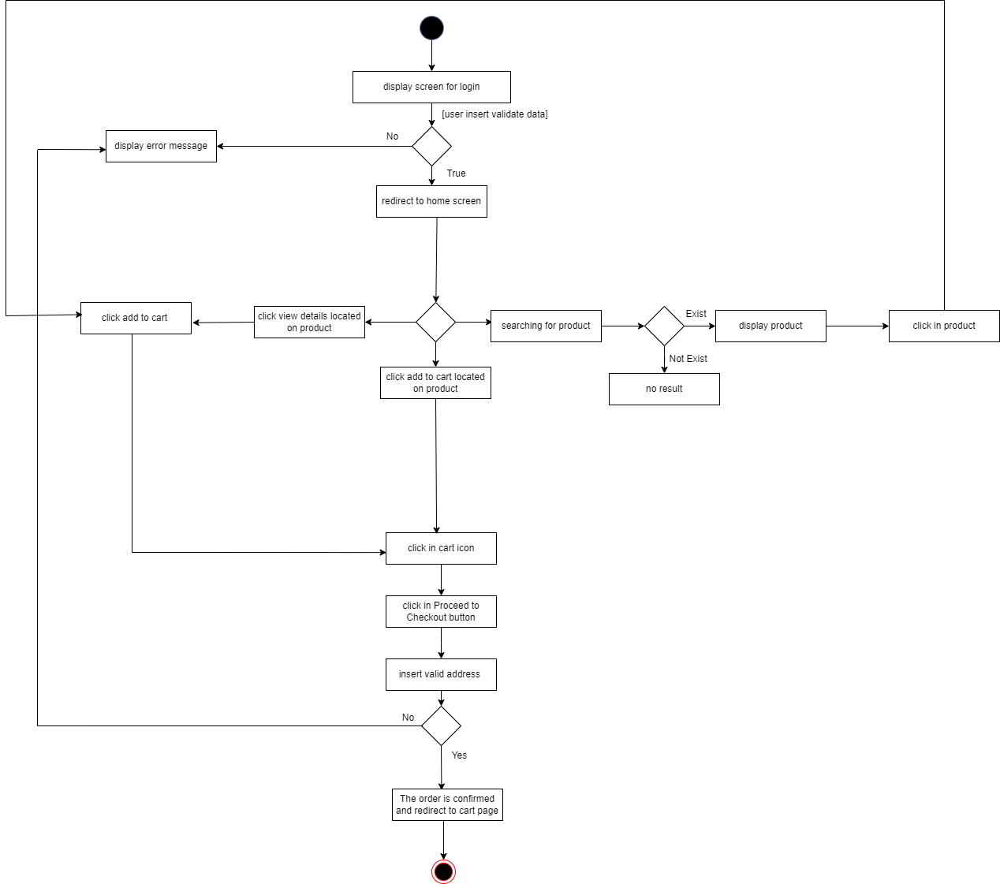 display screen for login
[user insert validate data]
No
display error message
True
redirect to home screen
click add to cart
click view details located
on product
searching for product
Exist
display product
click in product
Not Exist
no result
click add to cart located
on product
click in cart icon
click in Proceed to
Checkout button
insert valid address
No
Yes
The order is confirmed
and redirect to cart page